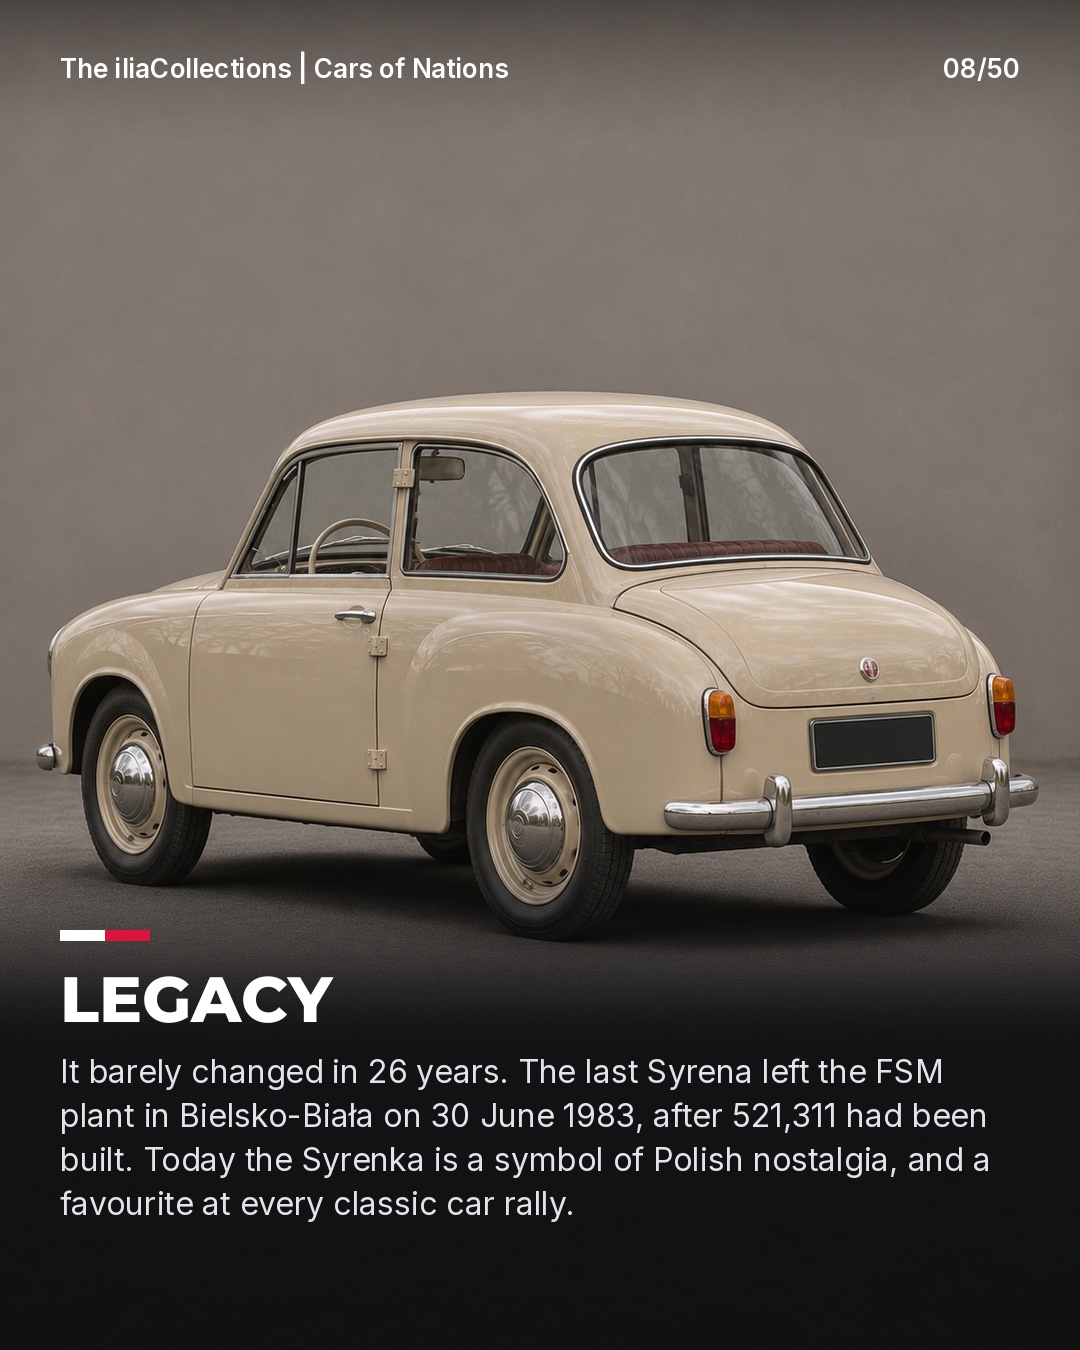 The iliaCollections | Cars of Nations
08/50
LEGACY
It barely changed in 26 years. The last Syrena left the FSM
plant in Bielsko-Biała on 30 June 1983, after 521,311 had been
built. Today the Syrenka is a symbol of Polish nostalgia, and a
favourite at every classic car rally.